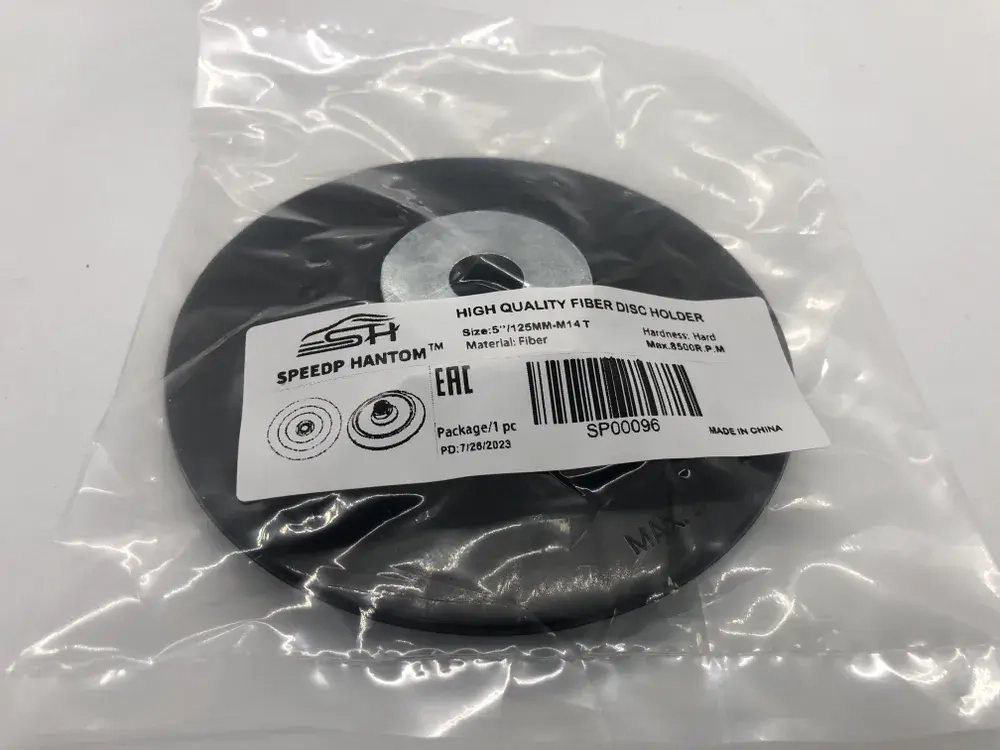 SH
SPEEDP HANTOM™
HIGH QUALITY FIBER DISC HOLDER
Size:5''/125MM-M14 T
Material: Fiber
Hardness: Hard
Max.8500R.P.M
EAC
Package/1 pc
PD:7/26/2023
SP00096
MADE IN CHINA
MAX.